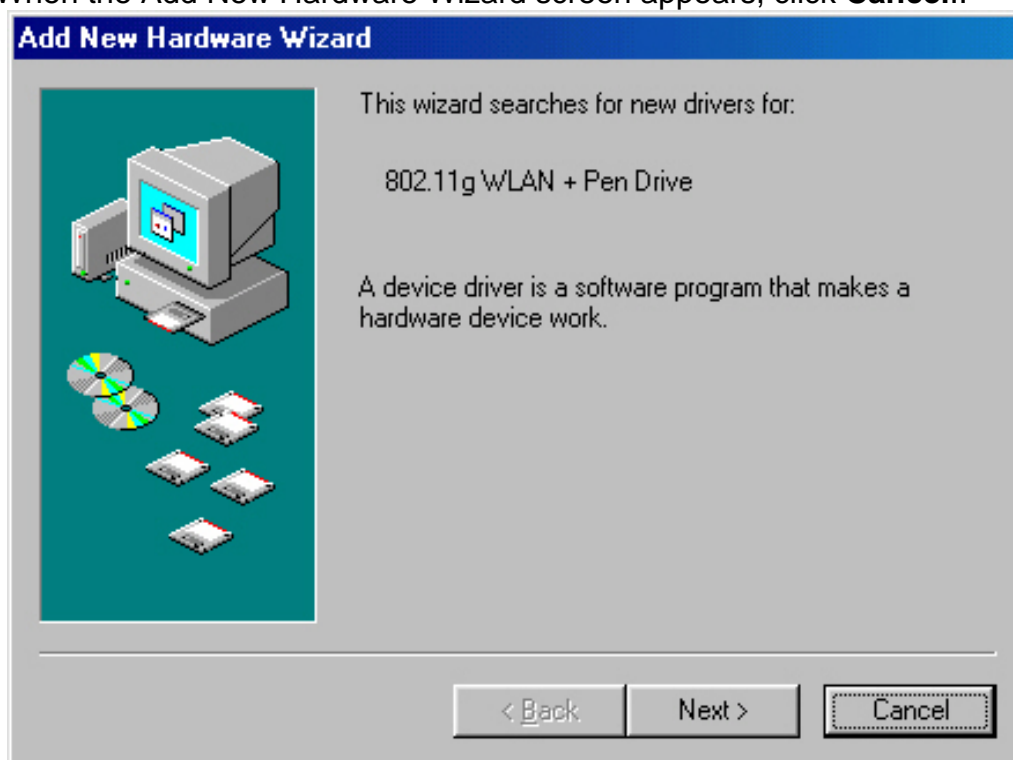 When the Add New Hardware Wizard screen appears, click Cancel.
Add New Hardware Wizard
This wizard searches for new drivers for:
802.11g WLAN + Pen Drive
A device driver is a software program that makes a
hardware device work.
< Back
Next >
Cancel